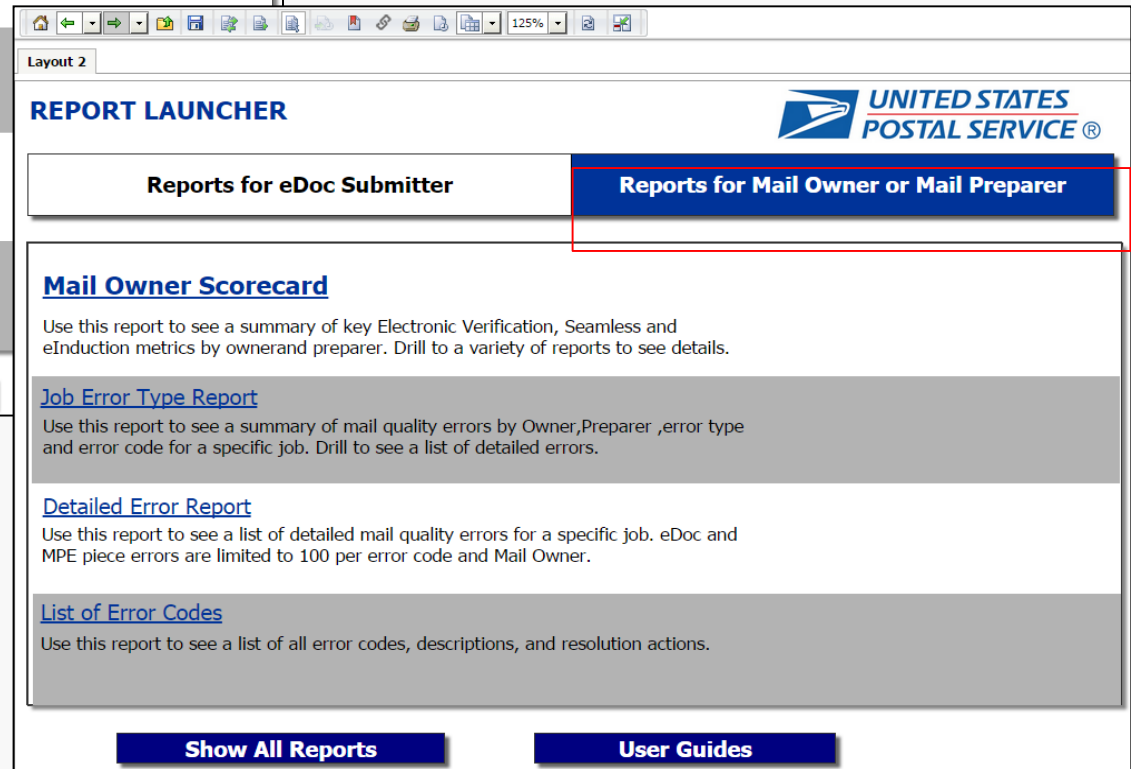 125%
Layout 2
REPORT LAUNCHER
UNITED STATES
POSTAL SERVICE ®
Reports for eDoc Submitter
Reports for Mail Owner or Mail Preparer
Mail Owner Scorecard
Use this report to see a summary of key Electronic Verification, Seamless and
eInduction metrics by ownerand preparer. Drill to a variety of reports to see details.
Job Error Type Report
Use this report to see a summary of mail quality errors by Owner,Preparer ,error type
and error code for a specific job. Drill to see a list of detailed errors.
Detailed Error Report
Use this report to see a list of detailed mail quality errors for a specific job. eDoc and
MPE piece errors are limited to 100 per error code and Mail Owner.
List of Error Codes
Use this report to see a list of all error codes, descriptions, and resolution actions.
Show All Reports
User Guides